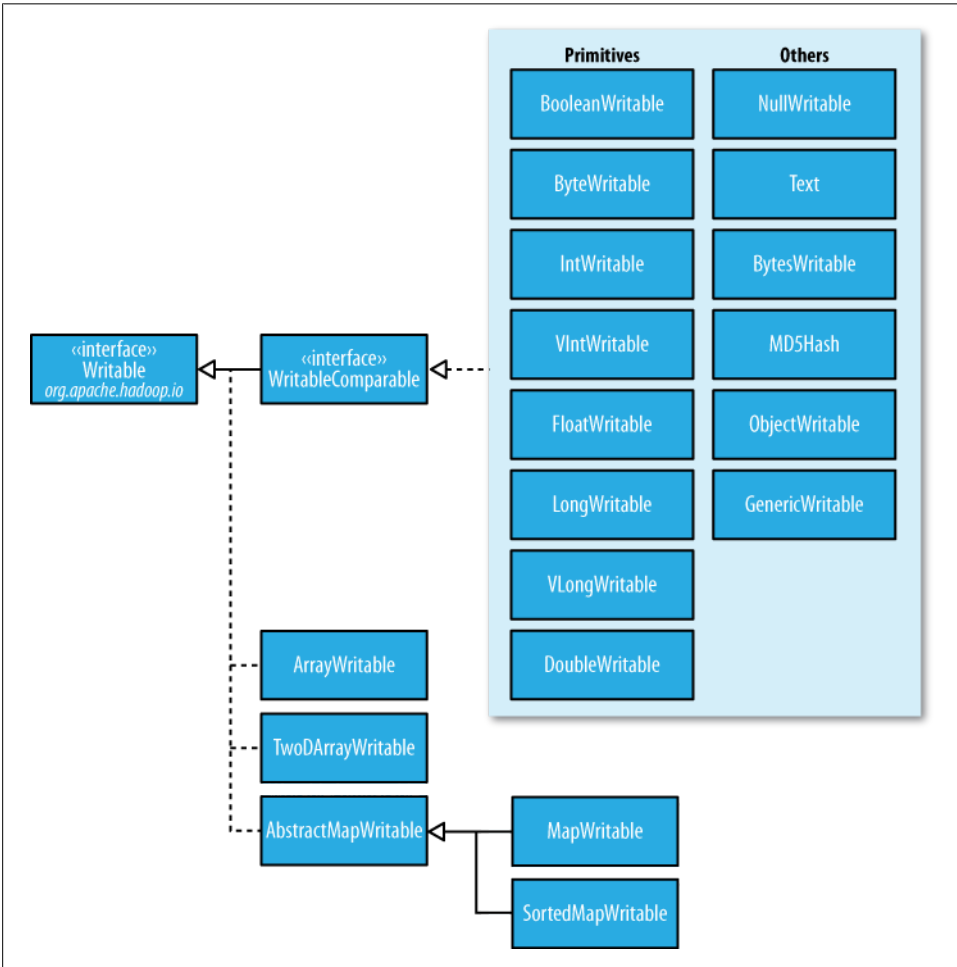 Primitives
Others
BooleanWritable
NullWritable
ByteWritable
Text
IntWritable
BytesWritable
‹‹interface››
Writable
org.apache.hadoop.io
‹‹interface››
WritableComparable
VIntWritable
MD5Hash
FloatWritable
ObjectWritable
LongWritable
GenericWritable
VLongWritable
DoubleWritable
ArrayWritable
TwoDArrayWritable
AbstractMapWritable
MapWritable
SortedMapWritable